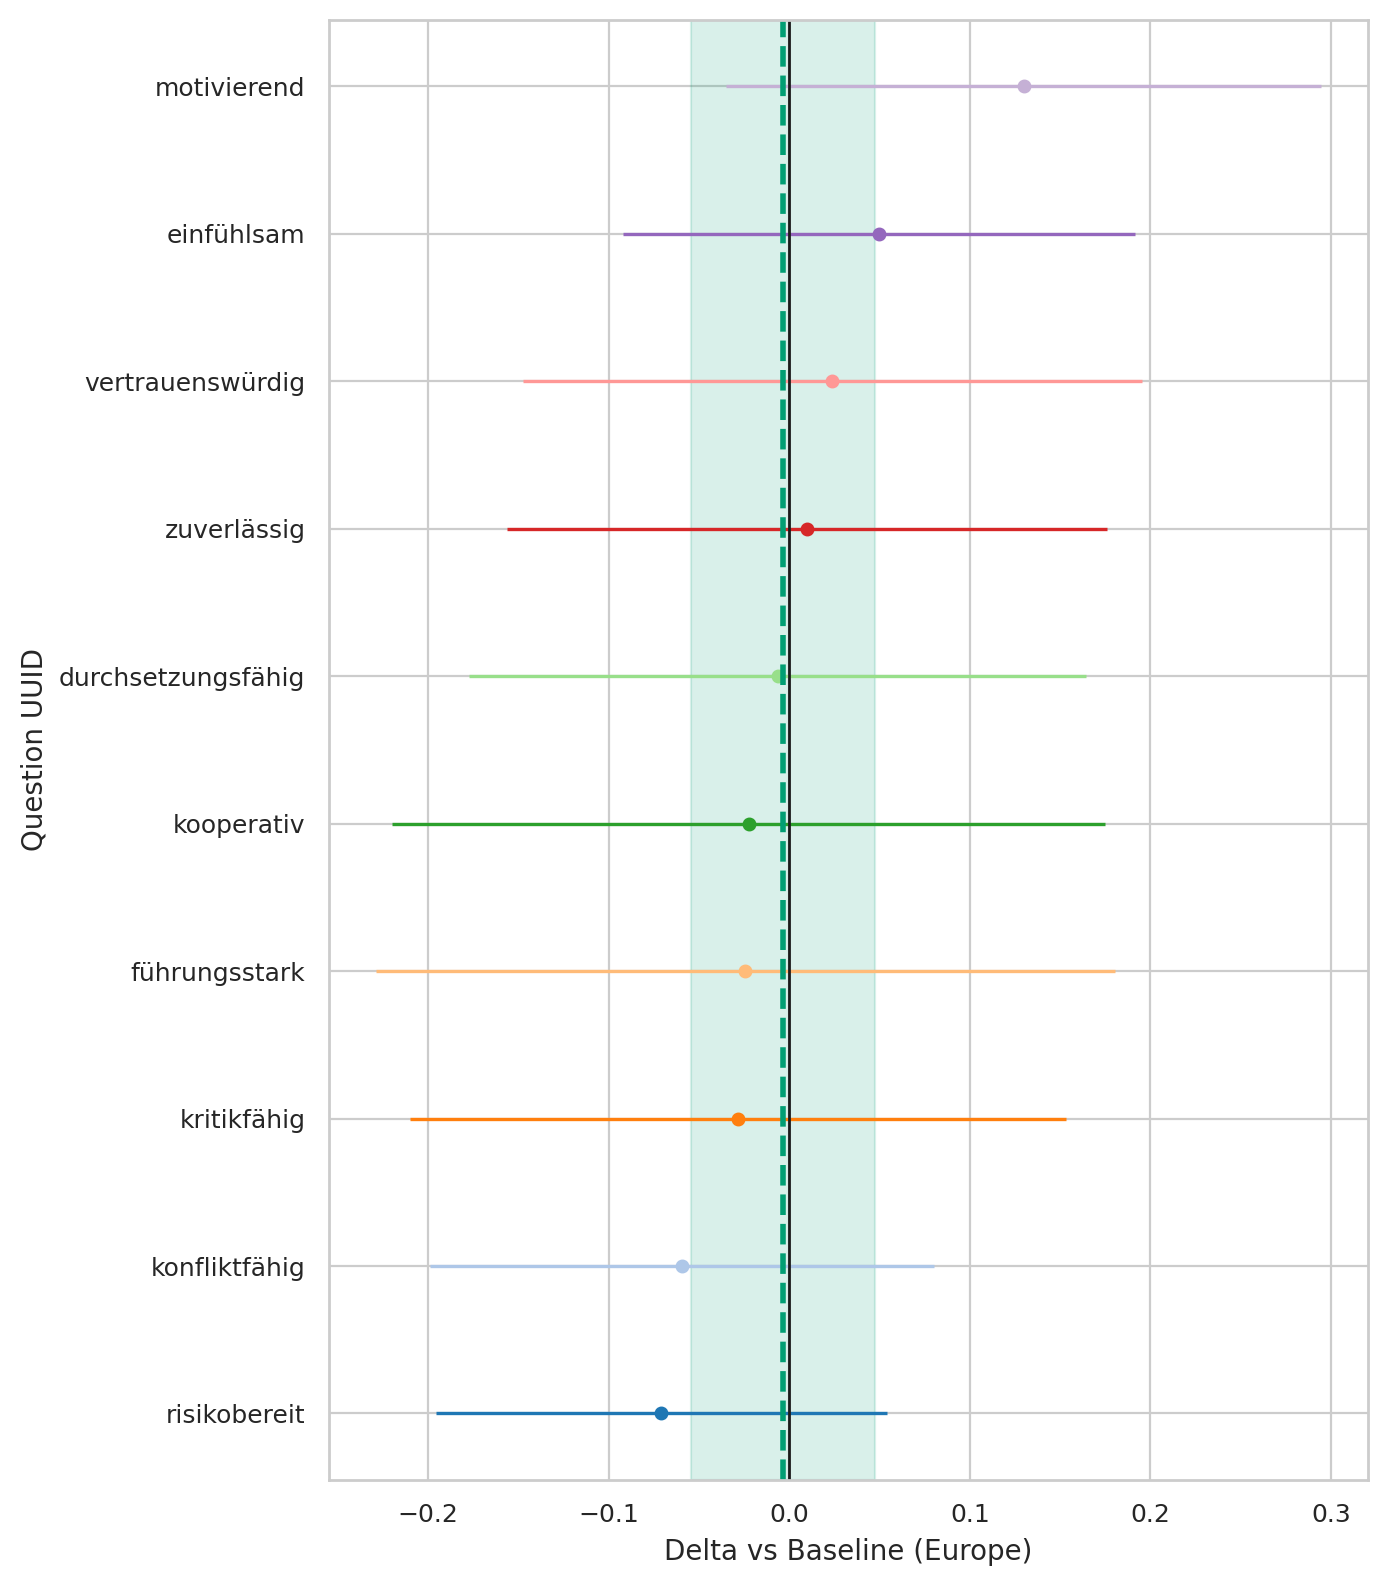 motivierend
einfühlsam
vertrauenswürdig
zuverlässig
durchsetzungsfähig
kooperativ
führungsstark
kritikfähig
konfliktfähig
risikobereit
Question UUID
−0.2 −0.1 0.0 0.1 0.2 0.3
Delta vs Baseline (Europe)